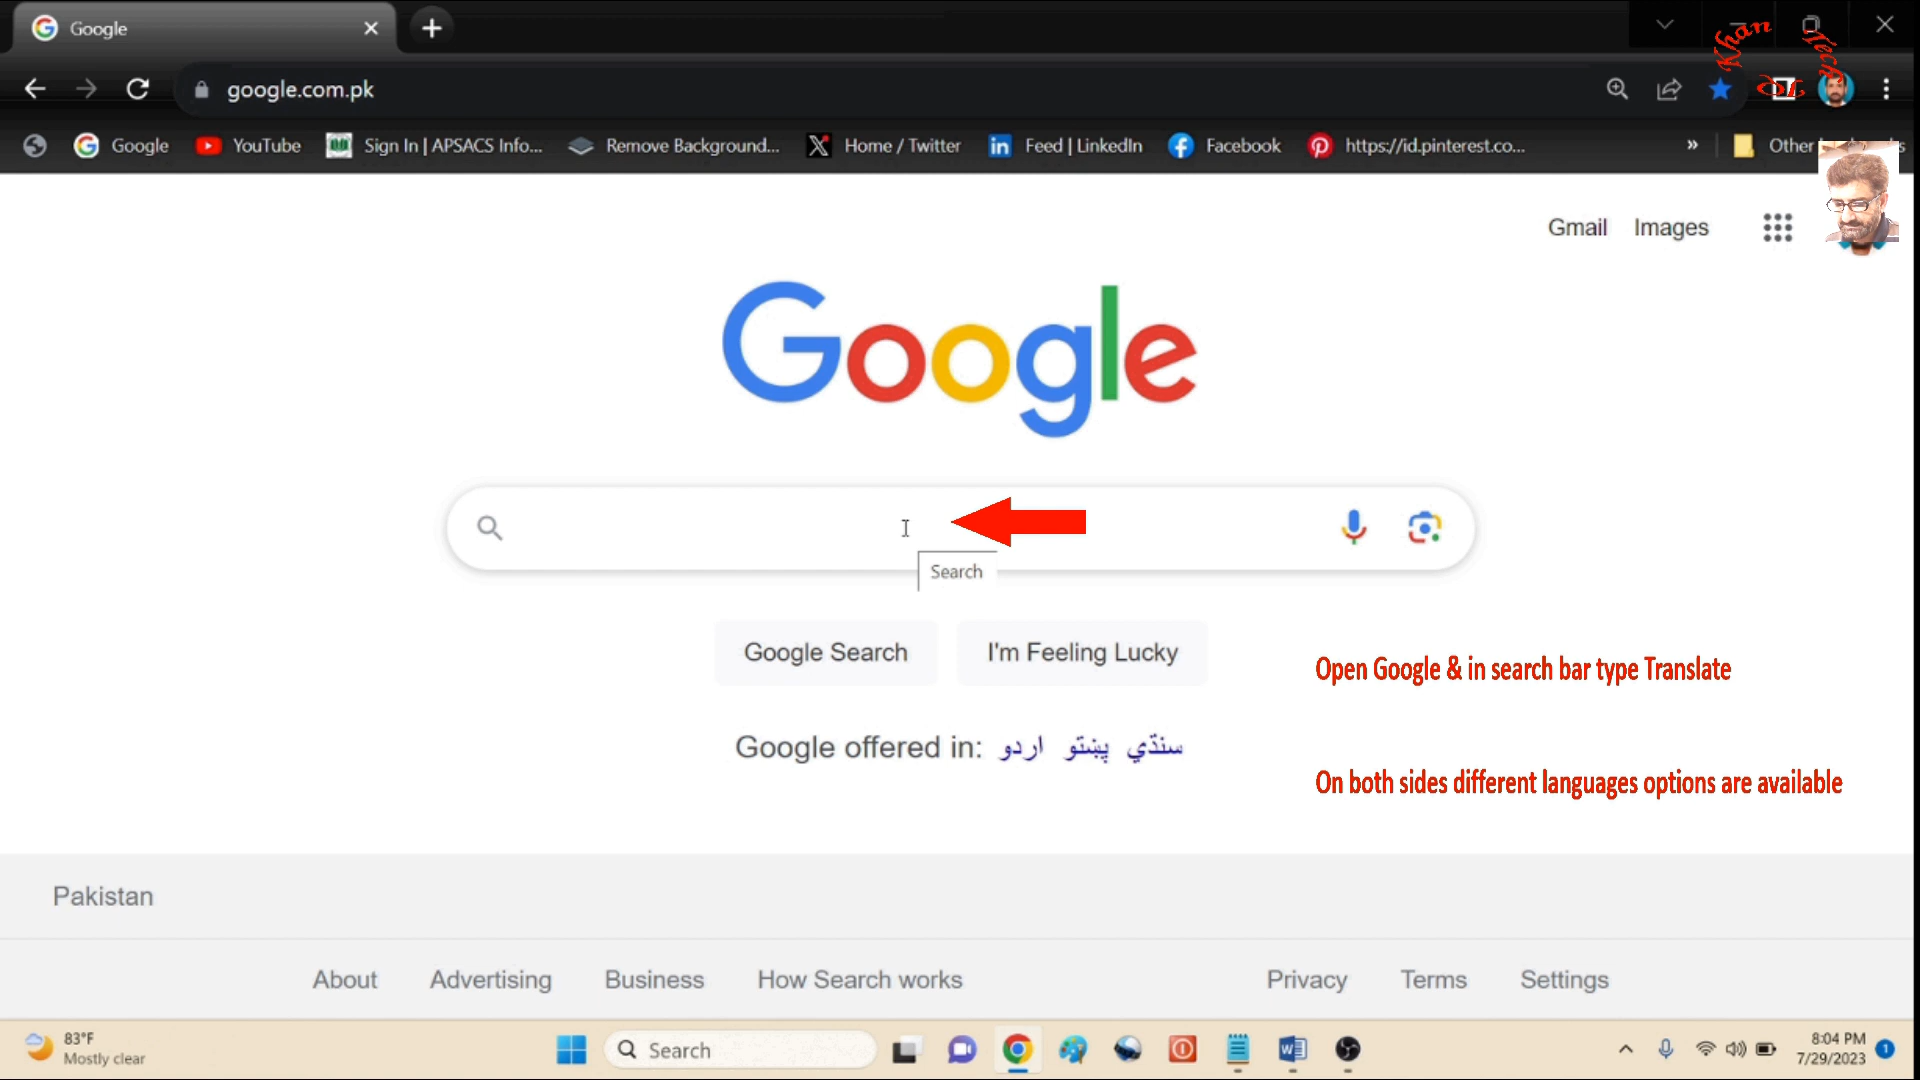 Google
Khan
Tech
google.com.pk
Google YouTube Sign In | APSACS Info... Remove Background... Home / Twitter Feed | LinkedIn Facebook https://id.pinterest.co... » Other
Gmail Images
Google
Search
Google Search I'm Feeling Lucky
Open Google & in search bar type Translate
Google offered in: اردو پښتو سنڌي
On both sides different languages options are available
Pakistan
About Advertising Business How Search works Privacy Terms Settings
83°F
Mostly clear
Search
8:04 PM
7/29/2023
1